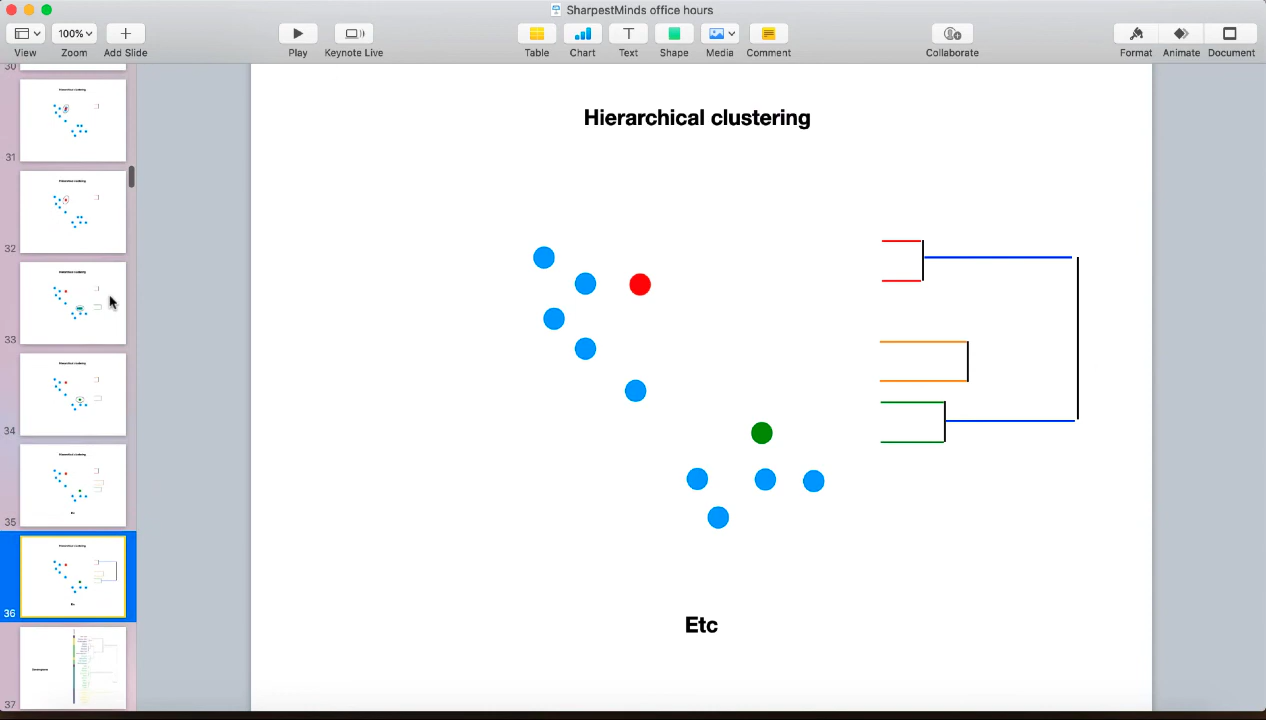 SharpestMinds office hours
100%
View
Zoom
Add Slide
Play
Keynote Live
Table
Chart
Text
Shape
Media
Comment
Collaborate
Format
Animate
Document
30
31
32
33
34
35
36
37
Hierarchical clustering
Etc